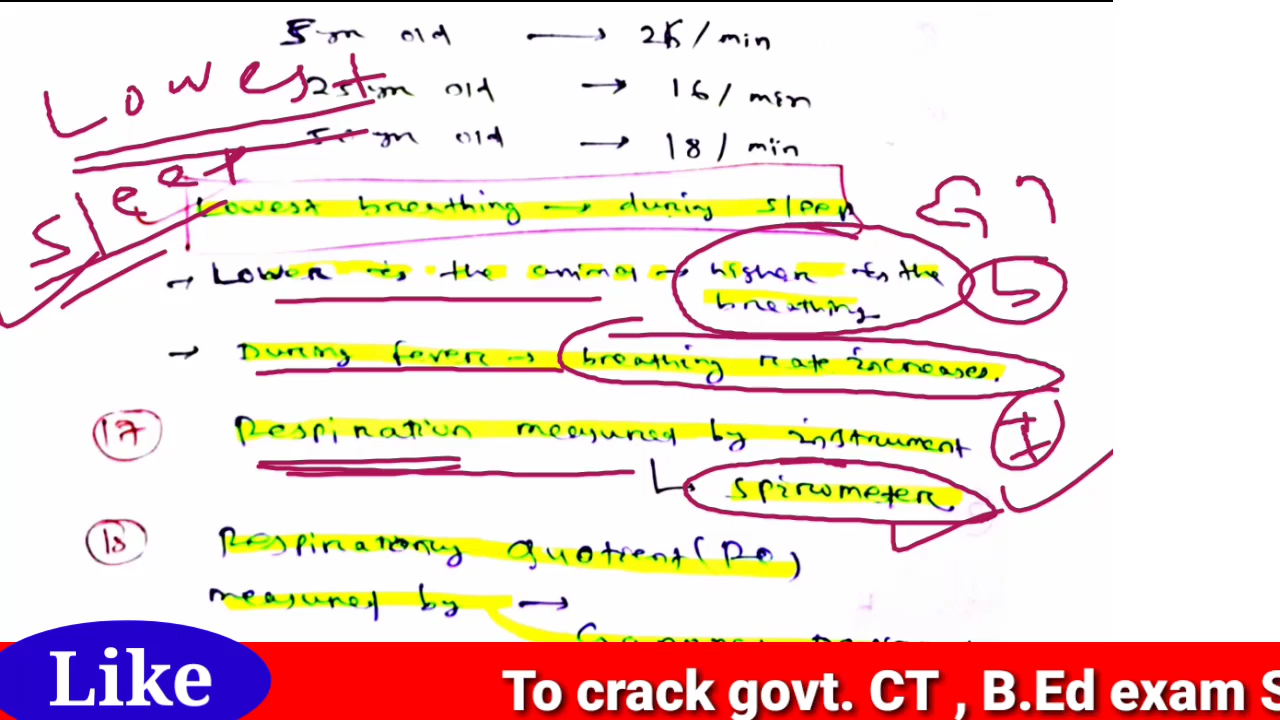 5 yr old → 26/min
25 yr old → 16/min
50 yr old → 18/min
Lowest
Sleep
Lowest breathing → during sleep
→ Lower is the animal → higher is the
breathing
→ During fever → breathing rate increases.
17 Respiration measured by instrument
↳ spirometer
18 Respiratory quotient (RQ)
measured by →
Like
To crack govt. CT , B.Ed exam S